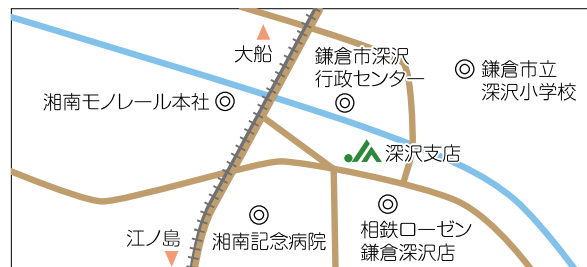 大船
鎌倉市深沢
行政センター
鎌倉市立
深沢小学校
湘南モノレール本社
深沢支店
江ノ島
湘南記念病院
相鉄ローゼン
鎌倉深沢店